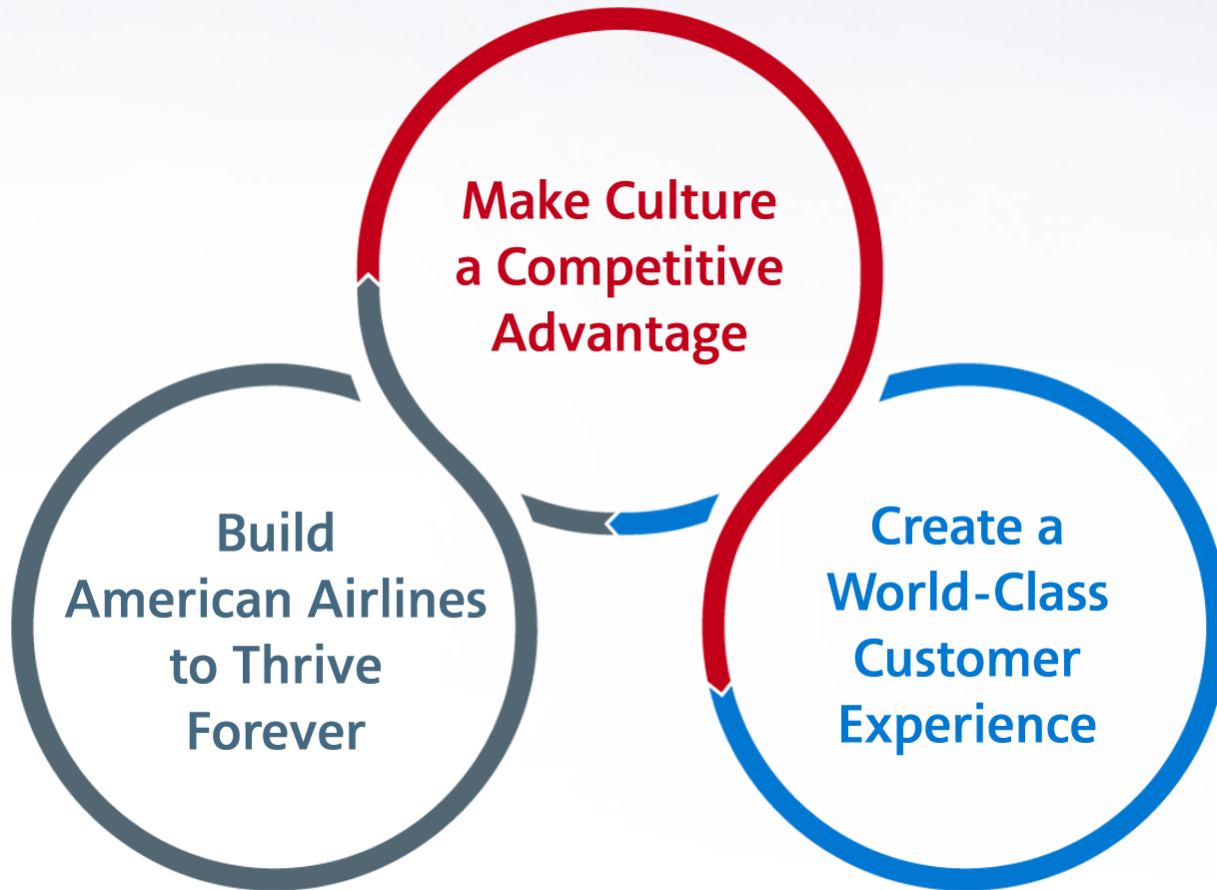 Make Culture
a Competitive
Advantage
Build
American Airlines
to Thrive
Forever
Create a
World-Class
Customer
Experience